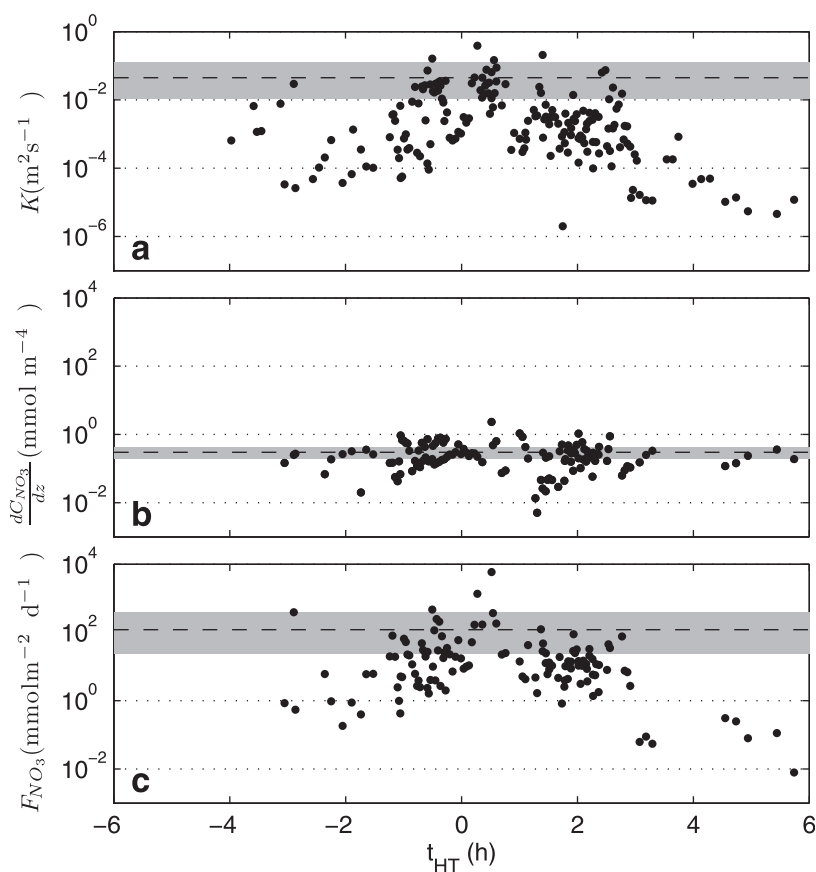 10^0
10^−2
10^−4
10^−6
K(m^2s^−1)
a
10^4
10^2
10^0
10^−2
dC_NO3/dz (mmol m^−4)
b
10^4
10^2
10^0
10^−2
F_NO3(mmolm^−2 d^−1)
c
−6 −4 −2 0 2 4 6
t_HT (h)